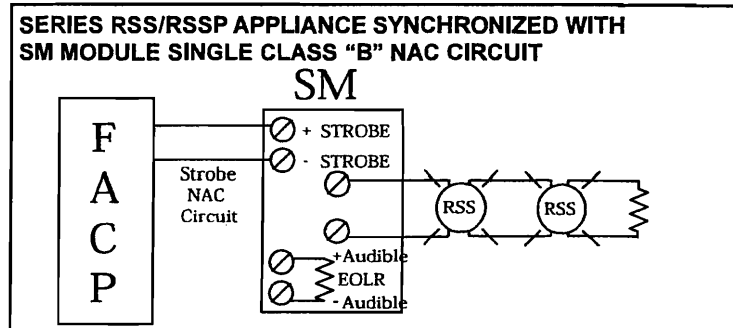 SERIES RSS/RSSP APPLIANCE SYNCHRONIZED WITH
SM MODULE SINGLE CLASS “B” NAC CIRCUIT
SM
F
A
C
P
+ STROBE
- STROBE
Strobe
NAC
Circuit
RSS
RSS
+Audible
EOLR
-Audible